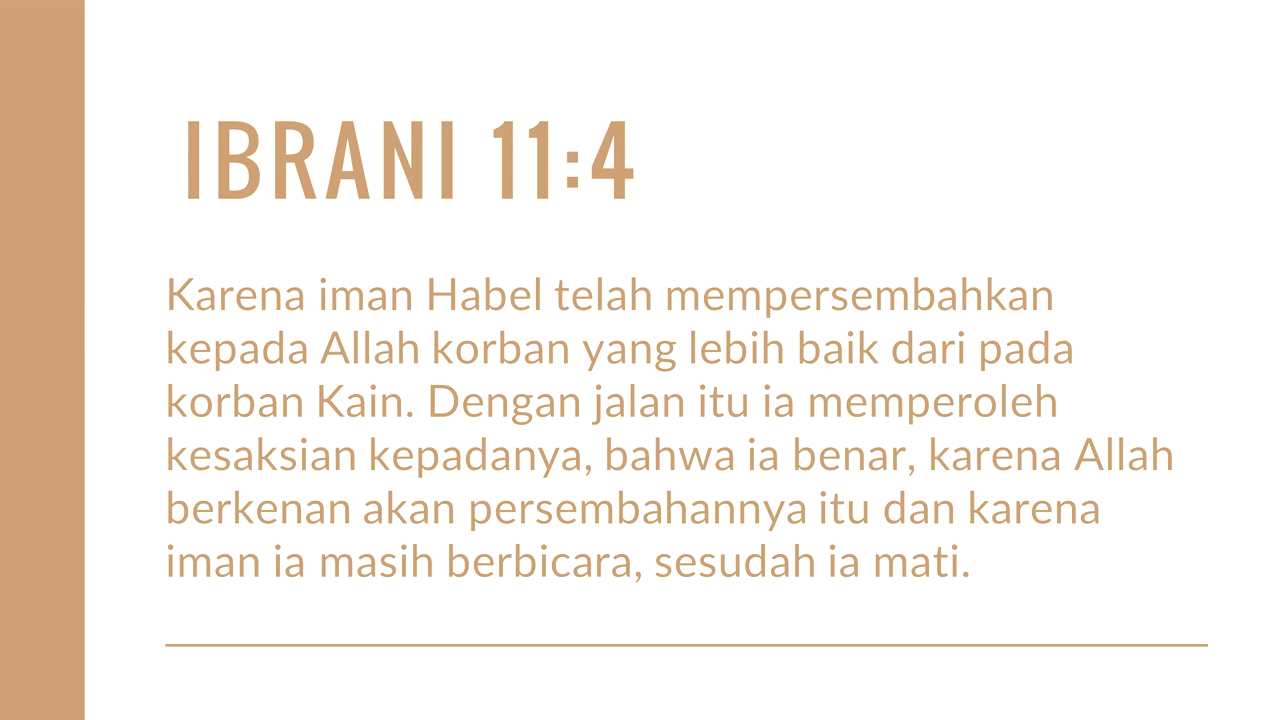 IBRANI 11:4
Karena iman Habel telah mempersembahkan
kepada Allah korban yang lebih baik dari pada
korban Kain. Dengan jalan itu ia memperoleh
kesaksian kepadanya, bahwa ia benar, karena Allah
berkenan akan persembahannya itu dan karena
iman ia masih berbicara, sesudah ia mati.